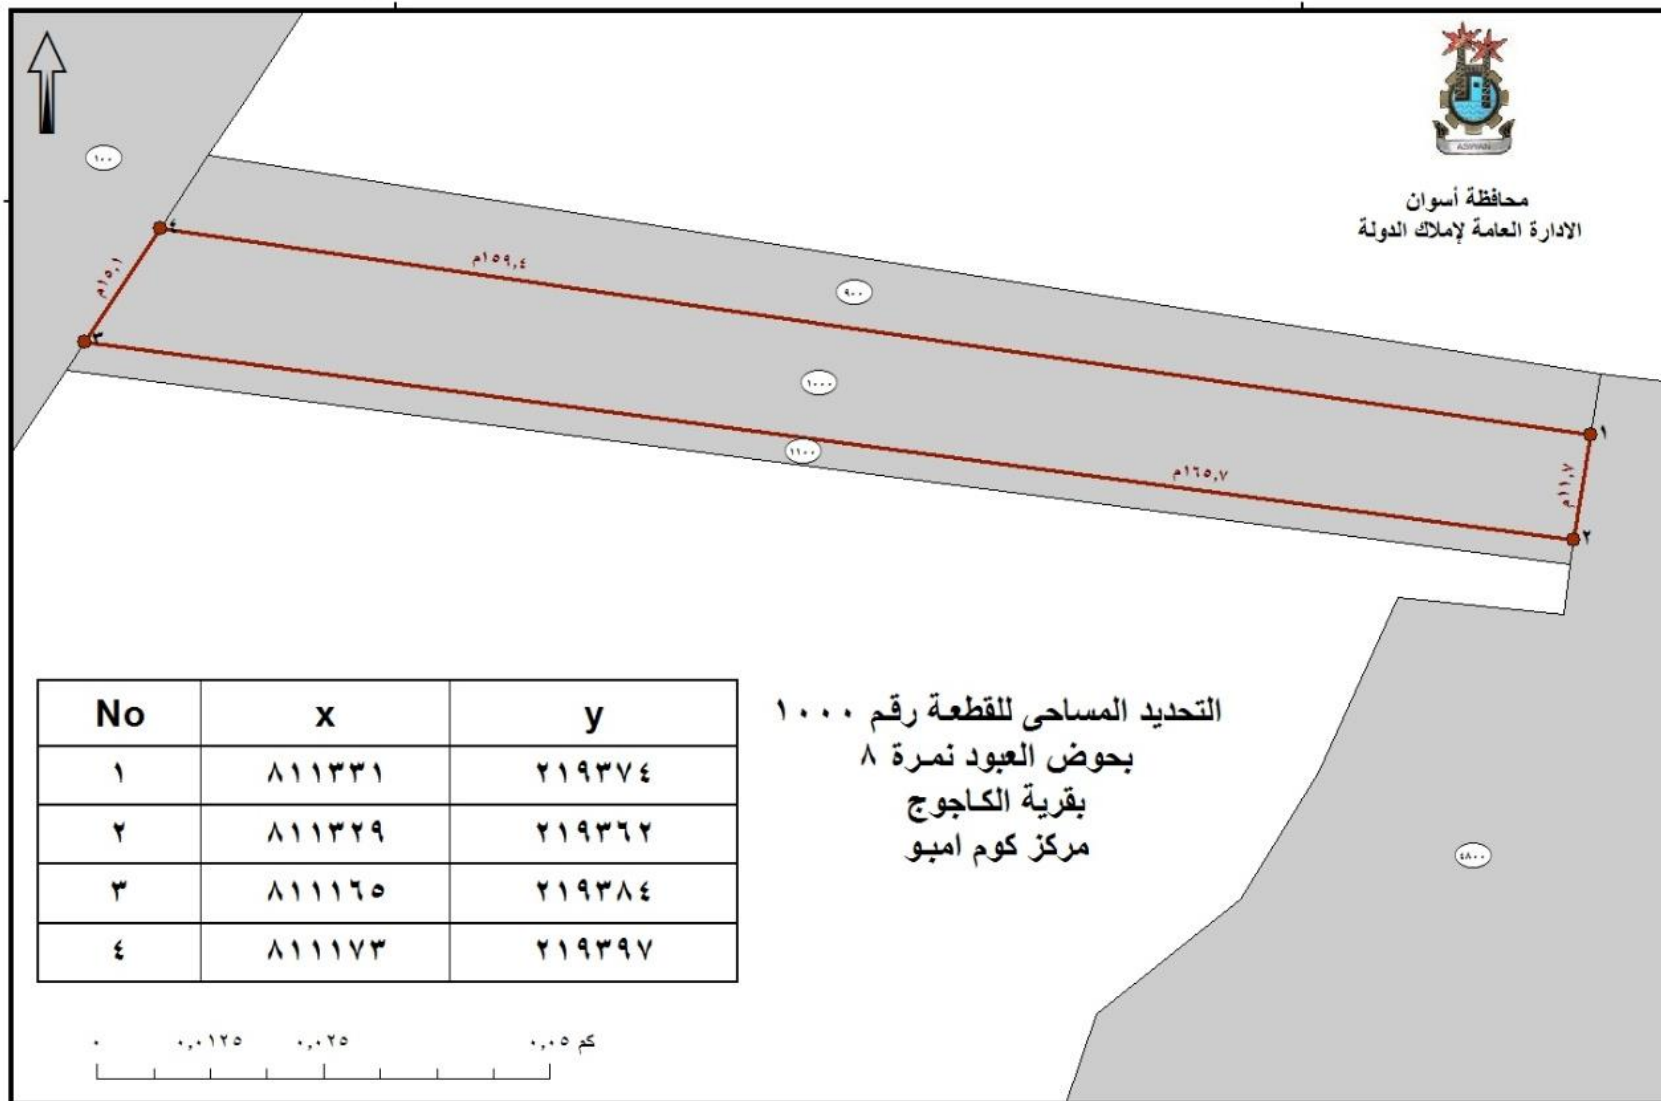 ASWAN
محافظة أسوان
الادارة العامة لإملاك الدولة
١٠٠
٤
١٥٩,٤م
٩٠٠
١٥,١م
٣
١٠٠٠
١
١١٠٠
١٦٥,٧م
١١,٧م
٢
التحديد المساحى للقطعة رقم ١٠٠٠
بحوض العبود نمرة ٨
بقرية الكاجوج
مركز كوم امبو
٤٨٠٠
No x y
١ ٨١١٣٣١ ٢١٩٣٧٤
٢ ٨١١٣٢٩ ٢١٩٣٦٢
٣ ٨١١١٦٥ ٢١٩٣٨٤
٤ ٨١١١٧٣ ٢١٩٣٩٧
٠ ٠,٠١٢٥ ٠,٠٢٥ ٠,٠٥ كم